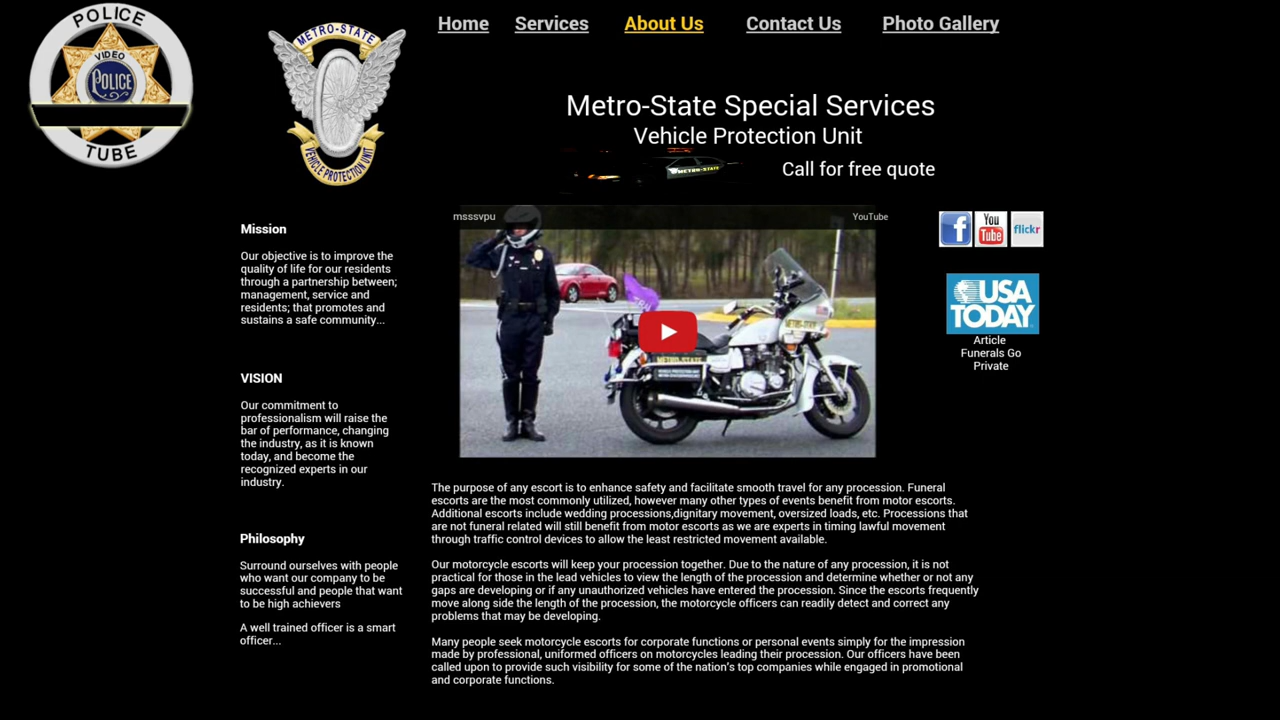 POLICE
VIDEO
POLICE
TUBE
METRO-STATE
VEHICLE PROTECTION UNIT
Home Services About Us Contact Us Photo Gallery
Metro-State Special Services
Vehicle Protection Unit
METRO-STATE
Call for free quote
msssvpu YouTube
METRO-STATE
METRO-STATE
You
Tube
flickr
USA
TODAY
Article
Funerals Go
Private
Mission
Our objective is to improve the
quality of life for our residents
through a partnership between;
management, service and
residents; that promotes and
sustains a safe community...
VISION
Our commitment to
professionalism will raise the
bar of performance, changing
the industry, as it is known
today, and become the
recognized experts in our
industry.
Philosophy
Surround ourselves with people
who want our company to be
successful and people that want
to be high achievers
A well trained officer is a smart
officer...
The purpose of any escort is to enhance safety and facilitate smooth travel for any procession. Funeral
escorts are the most commonly utilized, however many other types of events benefit from motor escorts.
Additional escorts include wedding processions,dignitary movement, oversized loads, etc. Processions that
are not funeral related will still benefit from motor escorts as we are experts in timing lawful movement
through traffic control devices to allow the least restricted movement available.
Our motorcycle escorts will keep your procession together. Due to the nature of any procession, it is not
practical for those in the lead vehicles to view the length of the procession and determine whether or not any
gaps are developing or if any unauthorized vehicles have entered the procession. Since the escorts frequently
move along side the length of the procession, the motorcycle officers can readily detect and correct any
problems that may be developing.
Many people seek motorcycle escorts for corporate functions or personal events simply for the impression
made by professional, uniformed officers on motorcycles leading their procession. Our officers have been
called upon to provide such visibility for some of the nation's top companies while engaged in promotional
and corporate functions.